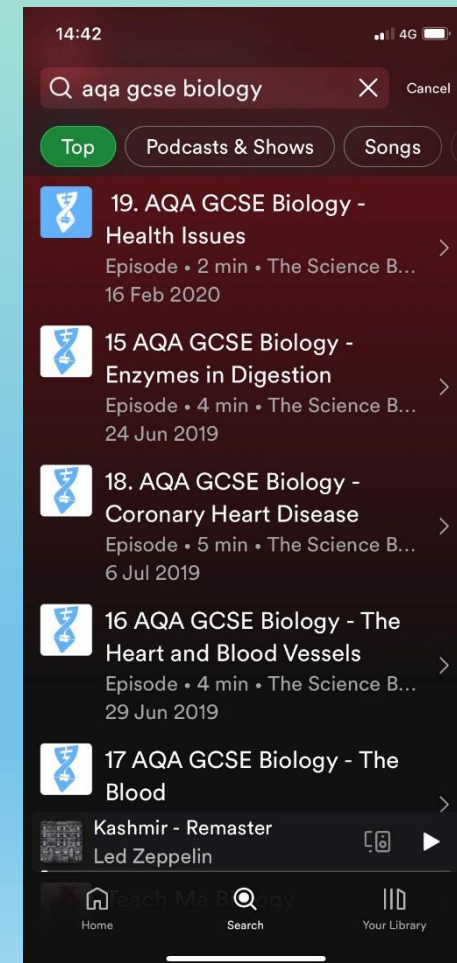 14:42
4G
aqa gcse biology
Cancel
Top
Podcasts & Shows
Songs
19. AQA GCSE Biology -
Health Issues
Episode • 2 min • The Science B...
16 Feb 2020
15 AQA GCSE Biology -
Enzymes in Digestion
Episode • 4 min • The Science B...
24 Jun 2019
18. AQA GCSE Biology -
Coronary Heart Disease
Episode • 5 min • The Science B...
6 Jul 2019
16 AQA GCSE Biology - The
Heart and Blood Vessels
Episode • 4 min • The Science B...
29 Jun 2019
17 AQA GCSE Biology - The
Blood
Kashmir - Remaster
Led Zeppelin
Teach Me Biology
Home
Search
Your Library